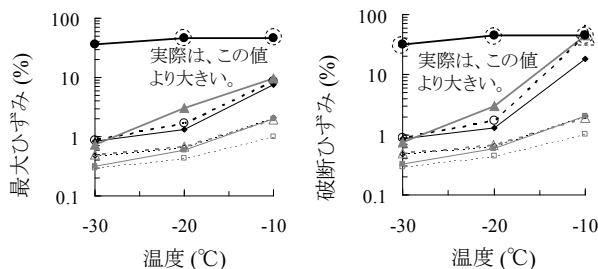 100
10
1
0.1
最大ひずみ (%)
実際は、この値
より大きい。
-30 -20 -10
温度 (℃)
100
10
1
0.1
破断ひずみ (%)
実際は、この値
より大きい。
-30 -20 -10
温度 (℃)